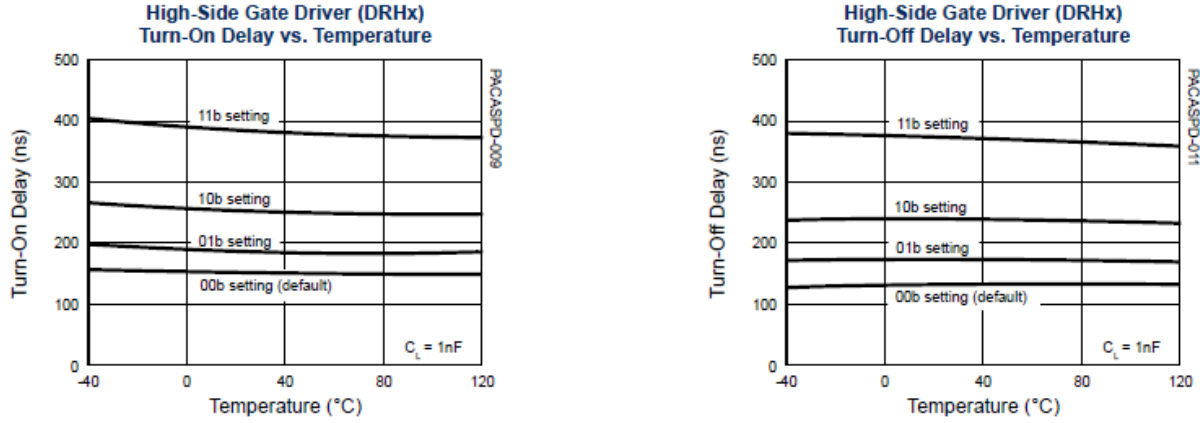 High-Side Gate Driver (DRHx)
Turn-On Delay vs. Temperature
500
400
300
200
100
0
Turn-On Delay (ns)
11b setting
10b setting
01b setting
00b setting (default)
C_L = 1nF
-40 0 40 80 120
Temperature (°C)
PACASPD-009
High-Side Gate Driver (DRHx)
Turn-Off Delay vs. Temperature
500
400
300
200
100
0
Turn-Off Delay (ns)
11b setting
10b setting
01b setting
00b setting (default)
C_L = 1nF
-40 0 40 80 120
Temperature (°C)
PACASPD-011